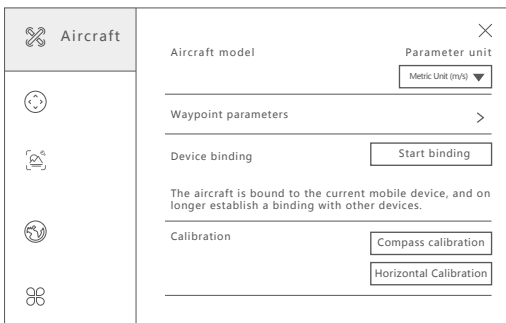 Aircraft
Aircraft model
Parameter unit
Metric Unit (m/s)
Waypoint parameters
Device binding
Start binding
The aircraft is bound to the current mobile device, and on
longer establish a binding with other devices.
Calibration
Compass calibration
Horizontal Calibration